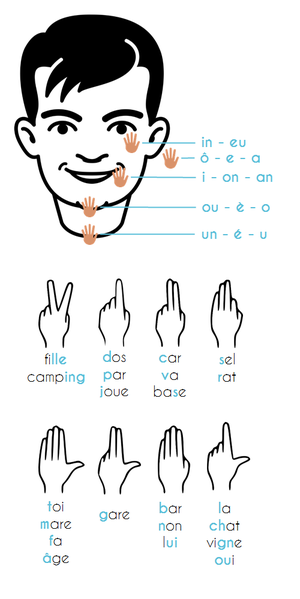 in - eu
ô - e - a
i - on - an
ou - è - o
un - é - u
fille
camping
dos
par
joue
car
va
base
sel
rat
toi
mare
fa
âge
gare
bar
non
lui
la
chat
vigne
oui